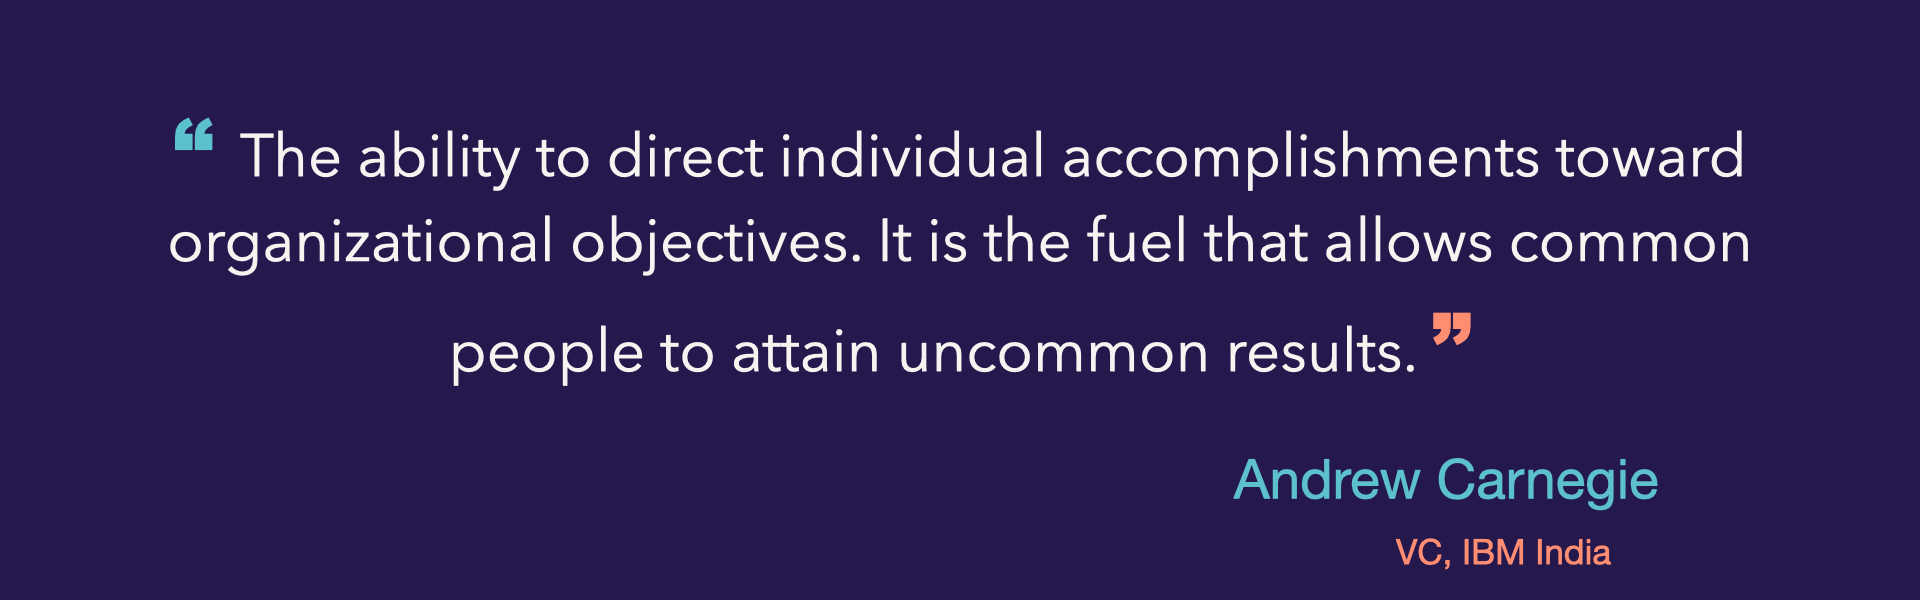 “ The ability to direct individual accomplishments toward
organizational objectives. It is the fuel that allows common
people to attain uncommon results. ”
Andrew Carnegie
VC, IBM India